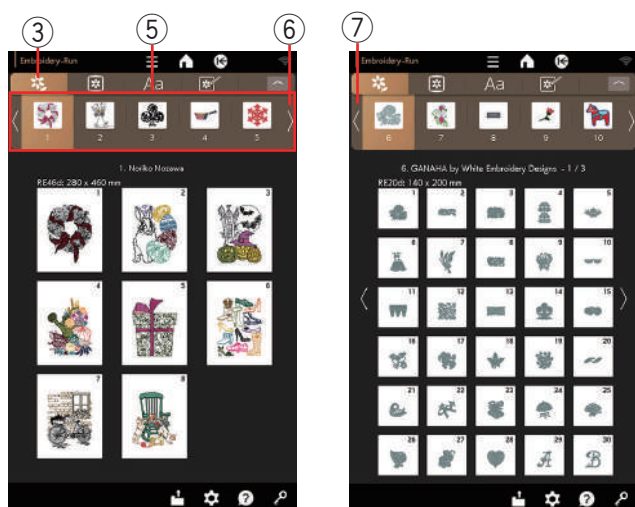 ③ ⑤ ⑥ ⑦
Embroidery-Run
Aa
1 2 3 4 5
1. Noriko Nozawa
RE46d: 280 x 460 mm
1 2 3
4 5 6
7 8
Embroidery-Run
Aa
6 7 8 9 10
6. GANAHA by White Embroidery Designs - 1 / 3
RE20d: 140 x 200 mm
1 2 3 4 5
6 7 8 9 10
11 12 13 14 15
16 17 18 19 20
21 22 23 24 25
26 27 28 29 30
A B